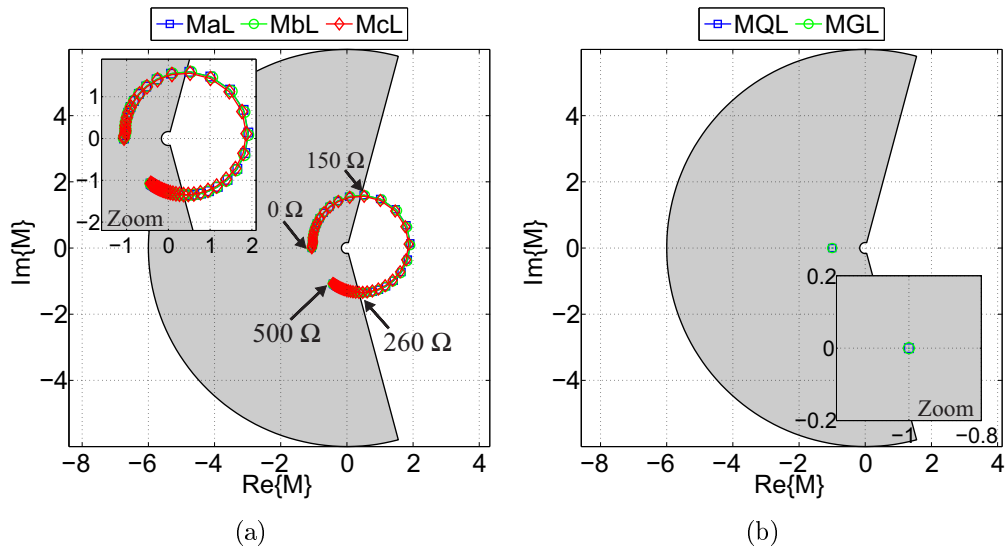 MaL MbL McL
Im{M}
4
2
0
−2
−4
1
0
−1
−2
Zoom
−1 0 1 2
150 Ω
0 Ω
500 Ω
260 Ω
−8 −6 −4 −2 0 2 4
Re{M}
(a)
MQL MGL
Im{M}
4
2
0
−2
−4
0.2
0
−0.2
Zoom
−1 −0.8
−8 −6 −4 −2 0 2 4
Re{M}
(b)